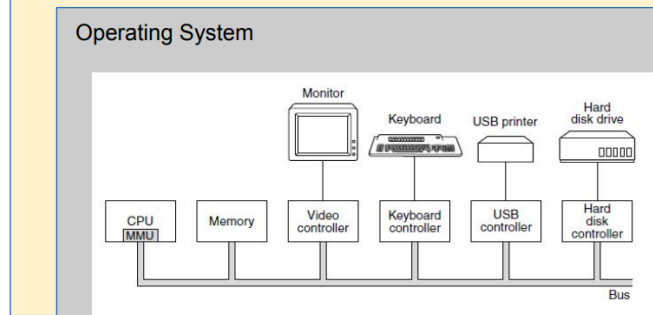 Operating System
Monitor
Keyboard
USB printer
Hard
disk drive
CPU
MMU
Memory
Video
controller
Keyboard
controller
USB
controller
Hard
disk
controller
Bus